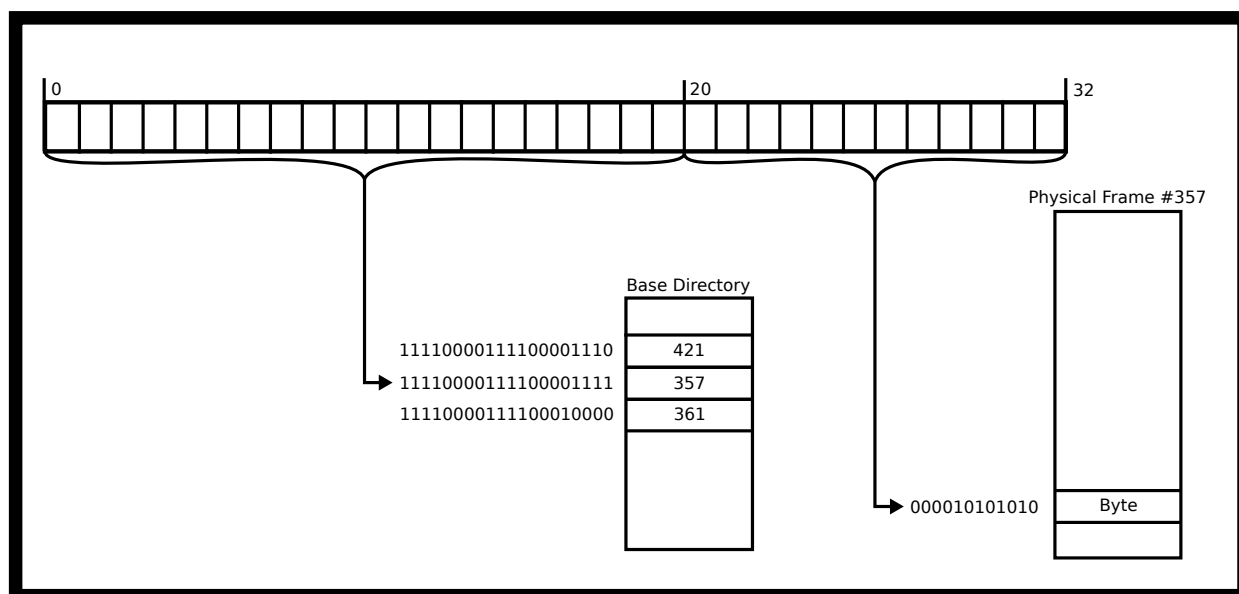 0
20
32
Physical Frame #357
Base Directory
11110000111100001110 421
11110000111100001111 357
11110000111100010000 361
000010101010 Byte